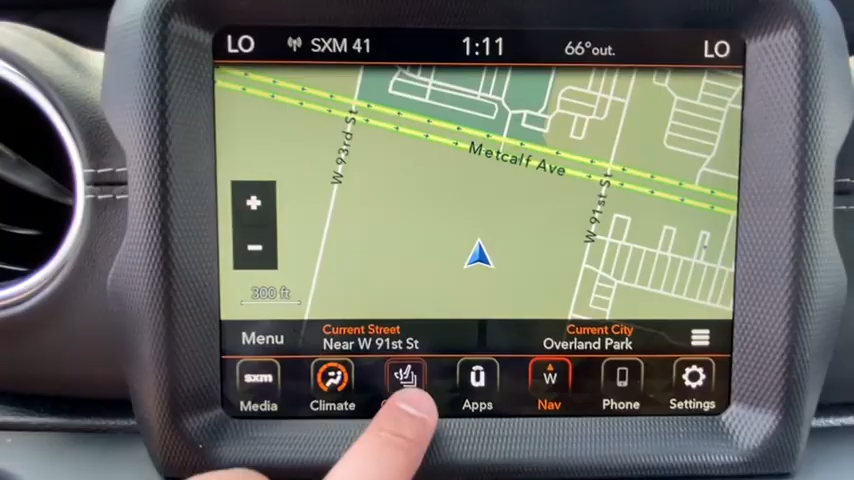 LO SXM 41 1:11 66°out. LO
W 93rd St
Metcalf Ave
W 91st St
+
-
300 ft
Menu Current Street Current City
Near W 91st St Overland Park
sxm W
Media Climate Apps Nav Phone Settings